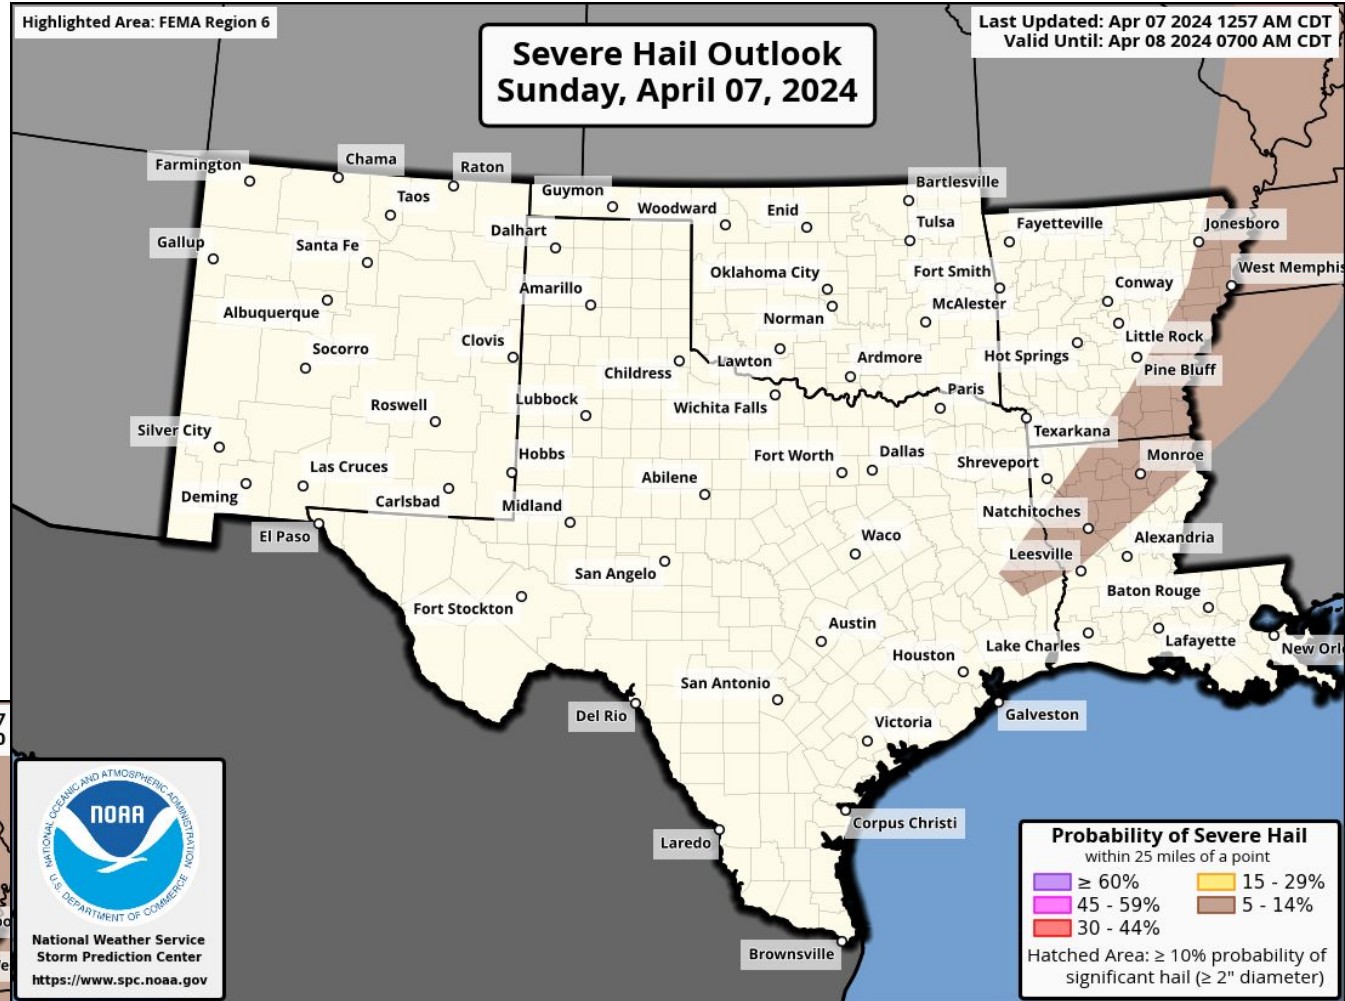 Highlighted Area: FEMA Region 6
Severe Hail Outlook
Sunday, April 07, 2024
Last Updated: Apr 07 2024 1257 AM CDT
Valid Until: Apr 08 2024 0700 AM CDT
Farmington
Chama
Raton
Taos
Guymon
Woodward
Enid
Bartlesville
Gallup
Santa Fe
Dalhart
Tulsa
Fayetteville
Jonesboro
Albuquerque
Amarillo
Oklahoma City
Fort Smith
Conway
West Memphis
Norman
McAlester
Socorro
Clovis
Childress
Lawton
Ardmore
Hot Springs
Little Rock
Pine Bluff
Roswell
Lubbock
Wichita Falls
Paris
Texarkana
Silver City
Las Cruces
Hobbs
Abilene
Fort Worth
Dallas
Shreveport
Monroe
Deming
Carlsbad
Midland
Natchitoches
El Paso
San Angelo
Waco
Leesville
Alexandria
Fort Stockton
Austin
Baton Rouge
Houston
Lake Charles
Lafayette
New Orl
San Antonio
Del Rio
Victoria
Galveston
Laredo
Corpus Christi
Brownsville
7
0
NATIONAL OCEANIC AND ATMOSPHERIC ADMINISTRATION
NOAA
U.S. DEPARTMENT OF COMMERCE
National Weather Service
Storm Prediction Center
https://www.spc.noaa.gov
Probability of Severe Hail
within 25 miles of a point
≥ 60%
15 - 29%
45 - 59%
5 - 14%
30 - 44%
Hatched Area: ≥ 10% probability of
significant hail (≥ 2" diameter)